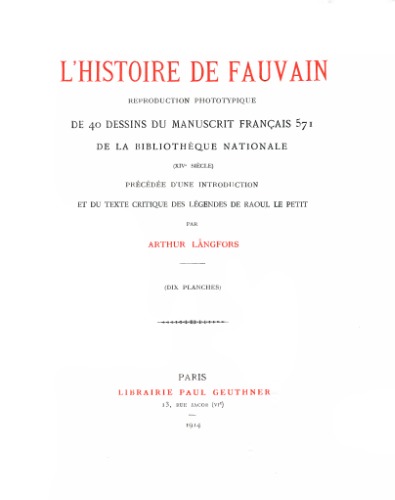 L'HISTOIRE DE FAUVAIN
REPRODUCTION PHOTOTYPIQUE
DE 40 DESSINS DU MANUSCRIT FRANÇAIS 571
DE LA BIBLIOTHÈQUE NATIONALE
(XIVe SIÈCLE)
PRÉCÉDÉE D'UNE INTRODUCTION
ET DU TEXTE CRITIQUE DES LÉGENDES DE RAOUL LE PETIT
PAR
ARTHUR LÅNGFORS
(DIX PLANCHES)
PARIS
LIBRAIRIE PAUL GEUTHNER
13, RUE JACOB (VIe)
1914